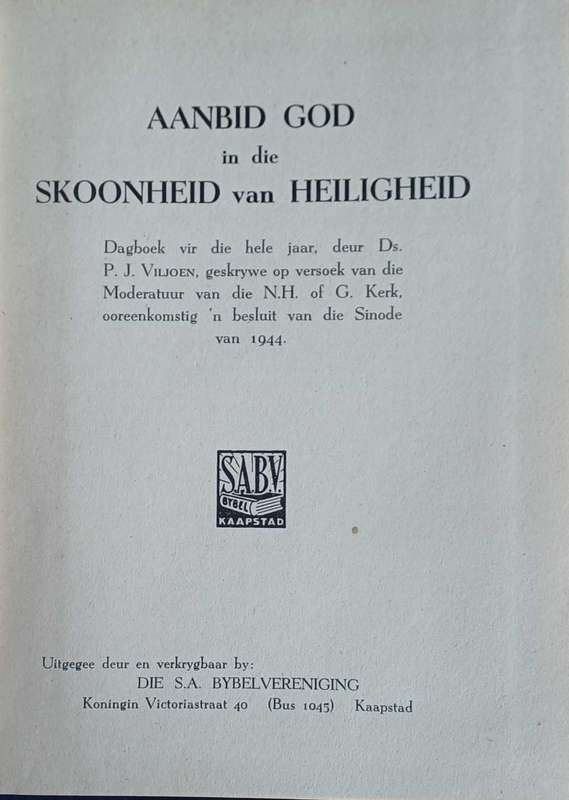 AANBID GOD
in die
SKOONHEID van HEILIGHEID
Dagboek vir die hele jaar, deur Ds.
P. J. VILJOEN, geskrywe op versoek van die
Moderatuur van die N.H. of G. Kerk,
ooreenkomstig 'n besluit van die Sinode
van 1944.
S.A.B.V.
BYBEL
KAAPSTAD
Uitgegee deur en verkrygbaar by:
DIE S.A. BYBELVERENIGING
Koningin Victoriastraat 40 (Bus 1045) Kaapstad